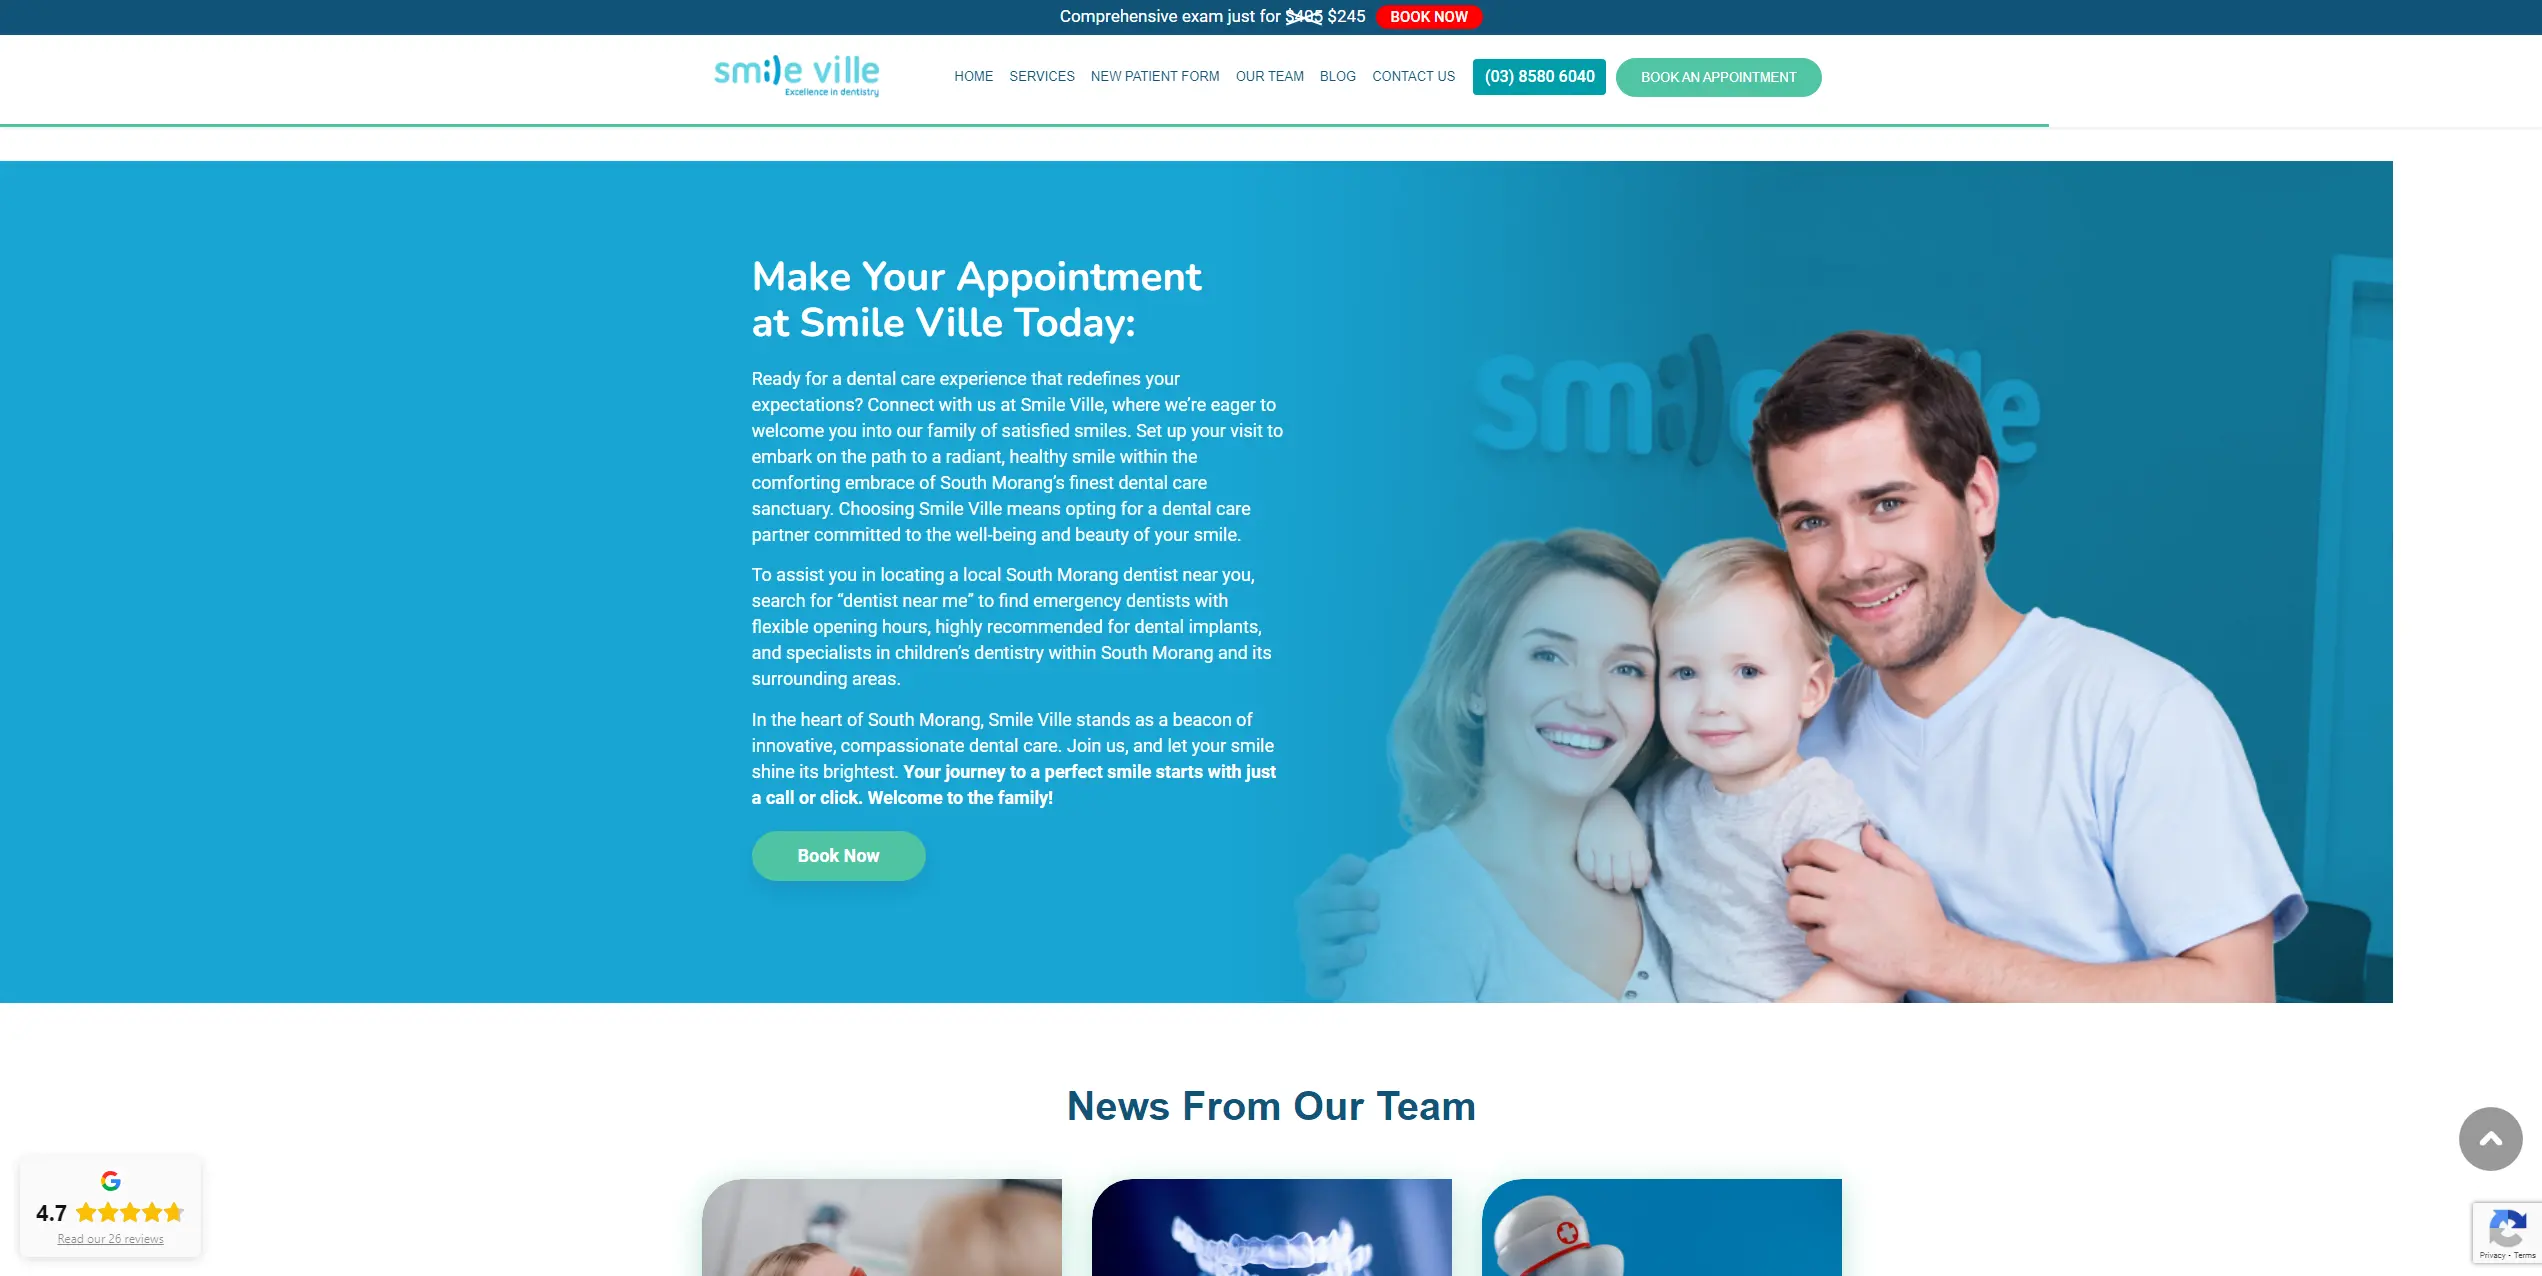 Comprehensive exam just for $495 $245 BOOK NOW
smile ville
Excellence in dentistry
HOME SERVICES NEW PATIENT FORM OUR TEAM BLOG CONTACT US (03) 8580 6040 BOOK AN APPOINTMENT
Make Your Appointment
at Smile Ville Today:
Ready for a dental care experience that redefines your
expectations? Connect with us at Smile Ville, where we’re eager to
welcome you into our family of satisfied smiles. Set up your visit to
embark on the path to a radiant, healthy smile within the
comforting embrace of South Morang’s finest dental care
sanctuary. Choosing Smile Ville means opting for a dental care
partner committed to the well-being and beauty of your smile.
To assist you in locating a local South Morang dentist near you,
search for “dentist near me” to find emergency dentists with
flexible opening hours, highly recommended for dental implants,
and specialists in children’s dentistry within South Morang and its
surrounding areas.
In the heart of South Morang, Smile Ville stands as a beacon of
innovative, compassionate dental care. Join us, and let your smile
shine its brightest. Your journey to a perfect smile starts with just
a call or click. Welcome to the family!
Book Now
News From Our Team
4.7
Read our 26 reviews
Privacy - Terms